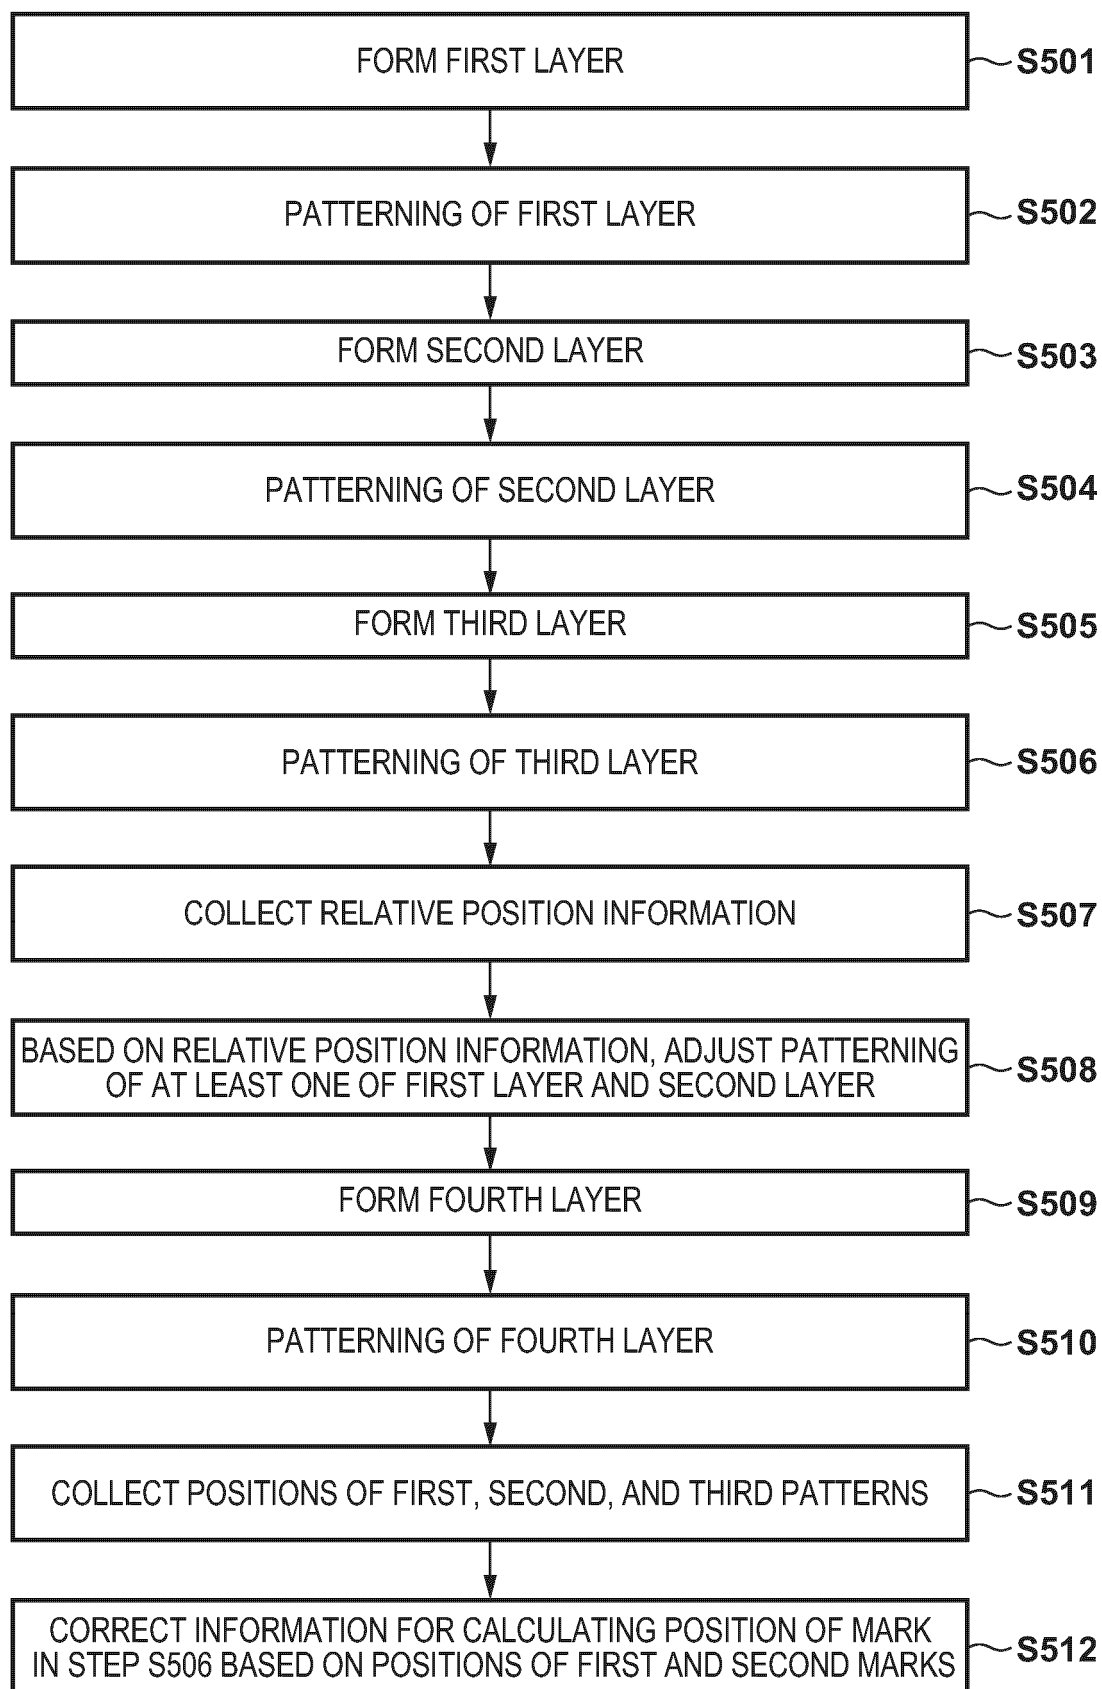 FORM FIRST LAYER
S501
PATTERNING OF FIRST LAYER
S502
FORM SECOND LAYER
S503
PATTERNING OF SECOND LAYER
S504
FORM THIRD LAYER
S505
PATTERNING OF THIRD LAYER
S506
COLLECT RELATIVE POSITION INFORMATION
S507
BASED ON RELATIVE POSITION INFORMATION, ADJUST PATTERNING
OF AT LEAST ONE OF FIRST LAYER AND SECOND LAYER
S508
FORM FOURTH LAYER
S509
PATTERNING OF FOURTH LAYER
S510
COLLECT POSITIONS OF FIRST, SECOND, AND THIRD PATTERNS
S511
CORRECT INFORMATION FOR CALCULATING POSITION OF MARK
IN STEP S506 BASED ON POSITIONS OF FIRST AND SECOND MARKS
S512